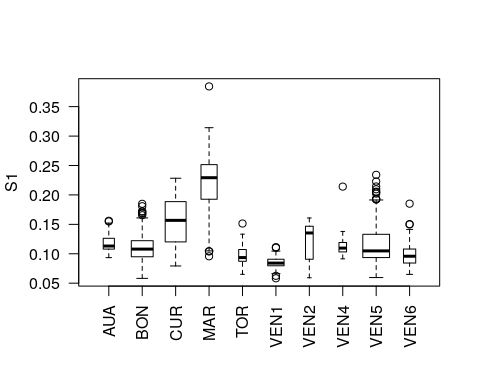 0.35
0.30
0.25
0.20
0.15
0.10
0.05
S1
AUA
BON
CUR
MAR
TOR
VEN1
VEN2
VEN4
VEN5
VEN6